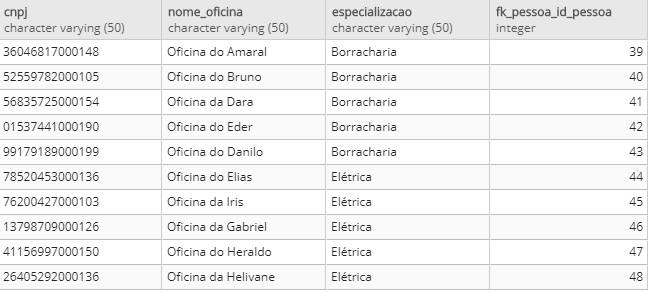 cnpj nome_oficina especializacao fk_pessoa_id_pessoa
character varying (50) character varying (50) character varying (50) integer
36046817000148 Oficina do Amaral Borracharia 39
52559782000105 Oficina do Bruno Borracharia 40
56835725000154 Oficina da Dara Borracharia 41
01537441000190 Oficina do Eder Borracharia 42
99179189000199 Oficina do Danilo Borracharia 43
78520453000136 Oficina do Elias Elétrica 44
76200427000103 Oficina da Iris Elétrica 45
13798709000126 Oficina da Gabriel Elétrica 46
41156997000150 Oficina do Heraldo Elétrica 47
26405292000136 Oficina da Helivane Elétrica 48